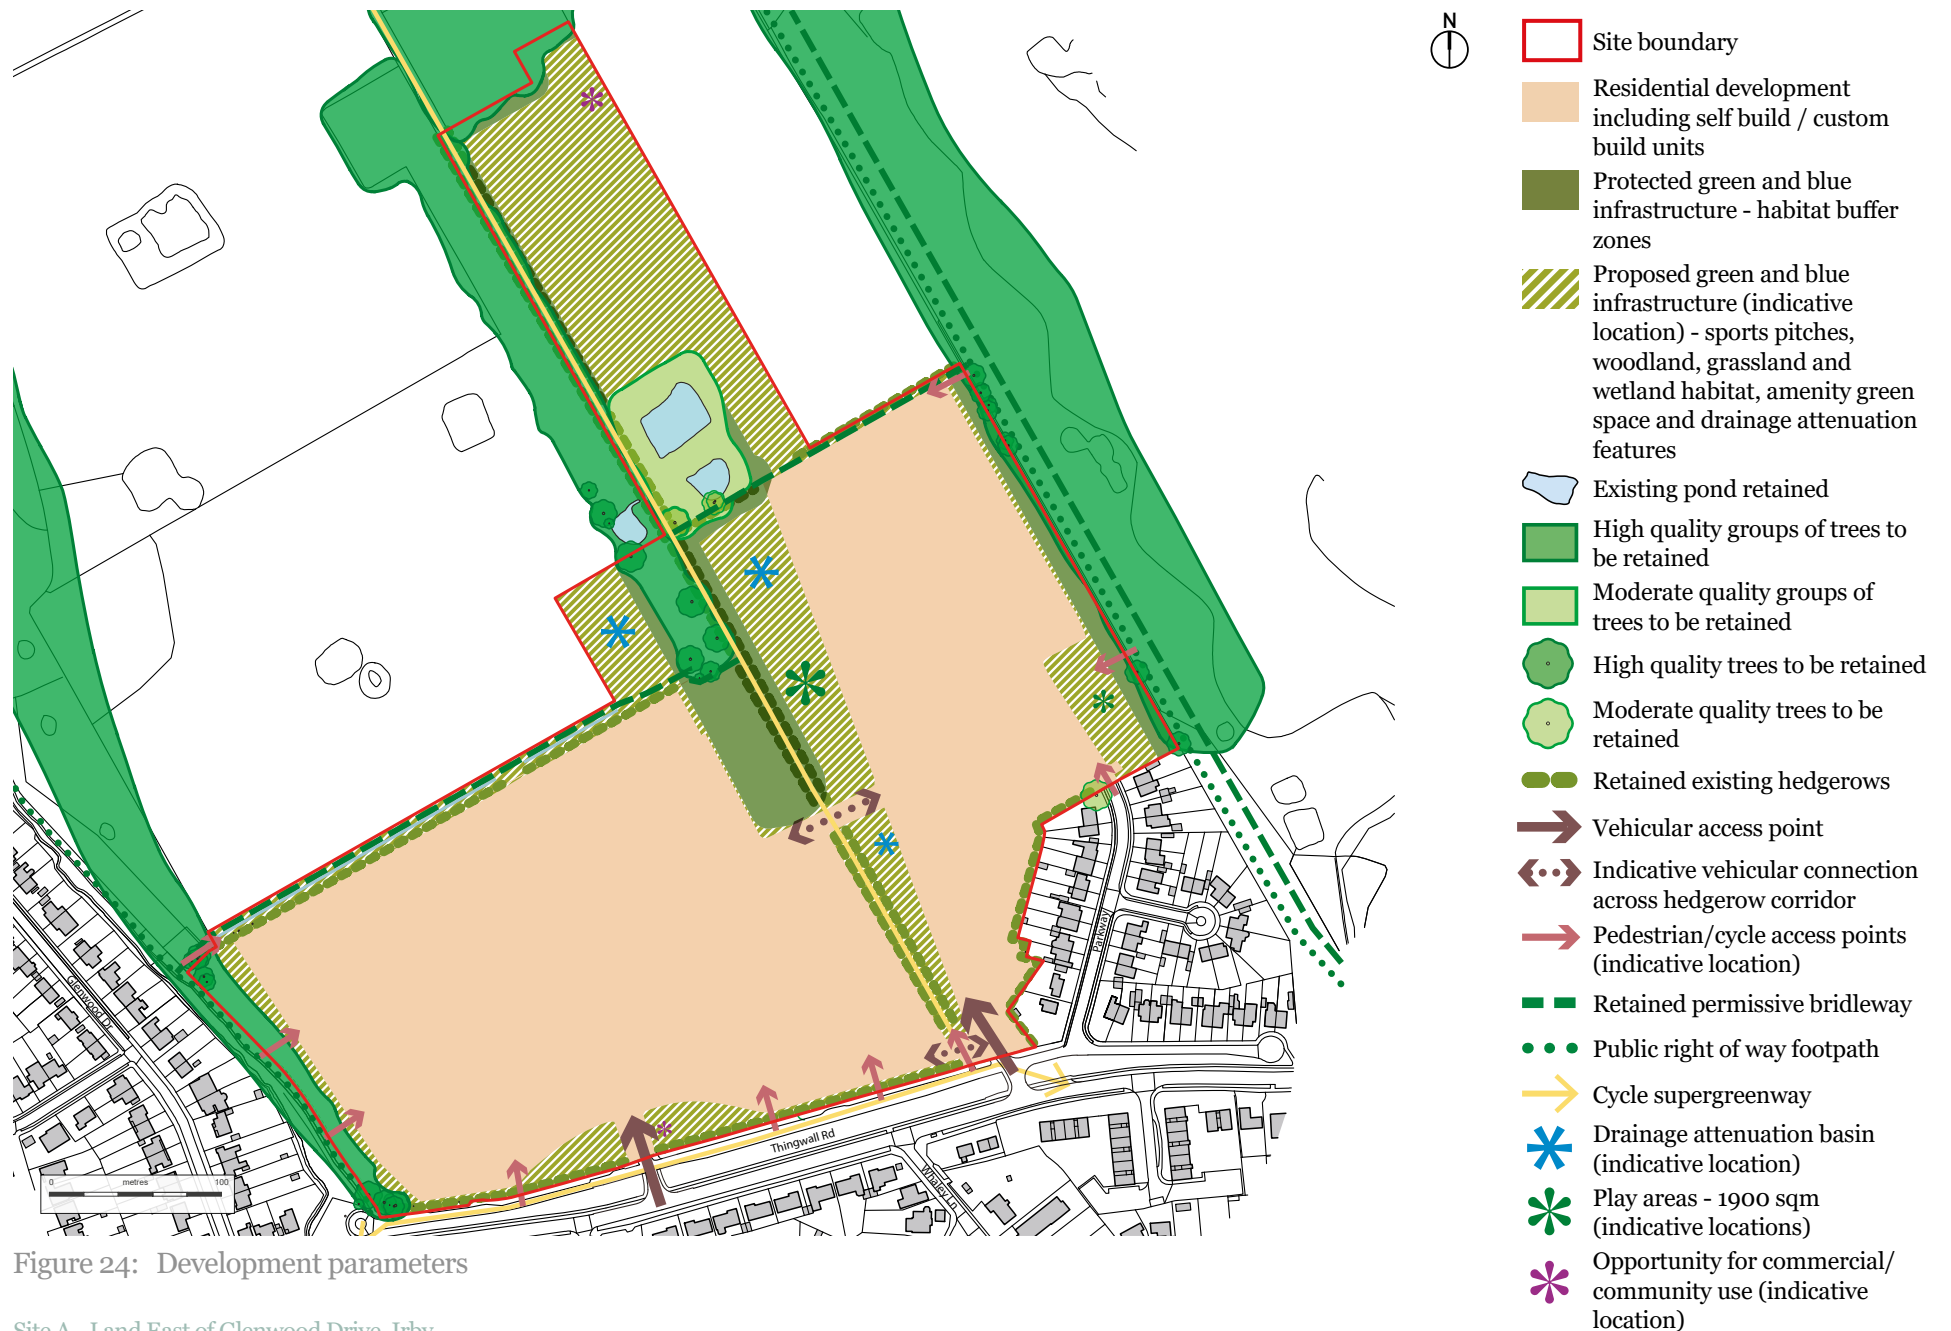 N
Site boundary
Residential development
including self build / custom
build units
Protected green and blue
infrastructure - habitat buffer
zones
Proposed green and blue
infrastructure (indicative
location) - sports pitches,
woodland, grassland and
wetland habitat, amenity green
space and drainage attenuation
features
Existing pond retained
High quality groups of trees to
be retained
Moderate quality groups of
trees to be retained
High quality trees to be retained
Moderate quality trees to be
retained
Retained existing hedgerows
Vehicular access point
Indicative vehicular connection
across hedgerow corridor
Pedestrian/cycle access points
(indicative location)
Retained permissive bridleway
Public right of way footpath
Cycle supergreenway
Drainage attenuation basin
(indicative location)
Play areas - 1900 sqm
(indicative locations)
Opportunity for commercial/
community use (indicative
location)
Parkway
Glenwood Dr.
Thingwall Rd
Whaley Ln
0 metres 100
Figure 24: Development parameters
Site A - Land East of Glenwood Drive, Irby